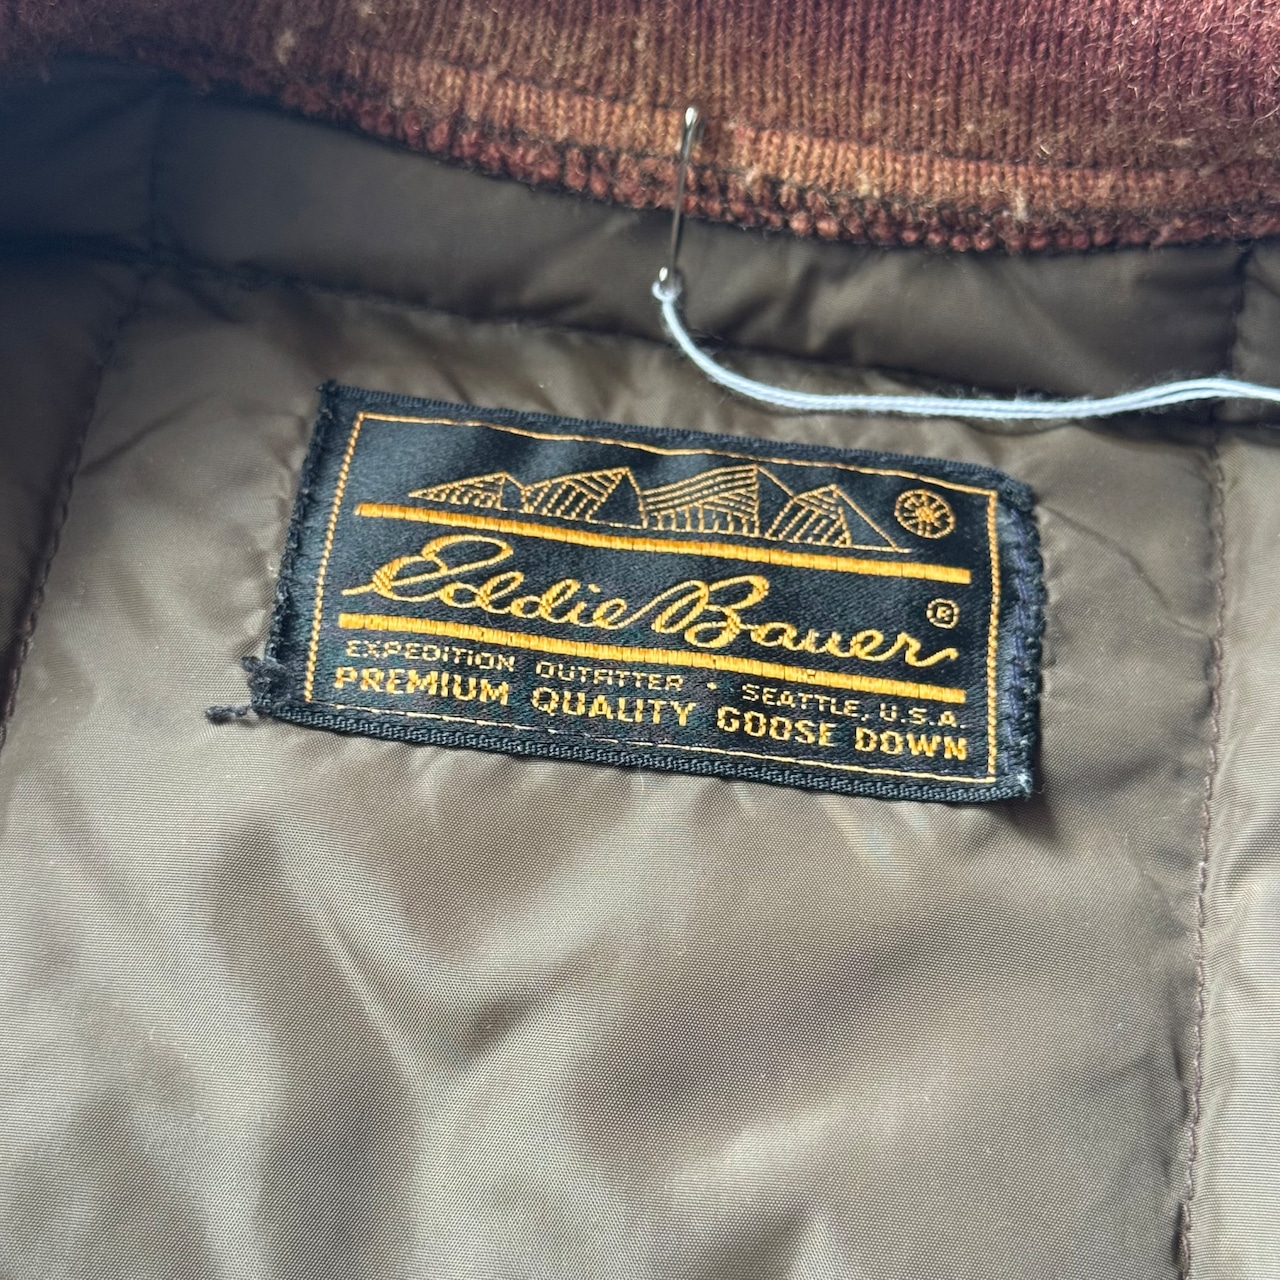 Eddie Bauer ®
EXPEDITION OUTFITTER • SEATTLE, U.S.A.
PREMIUM QUALITY GOOSE DOWN